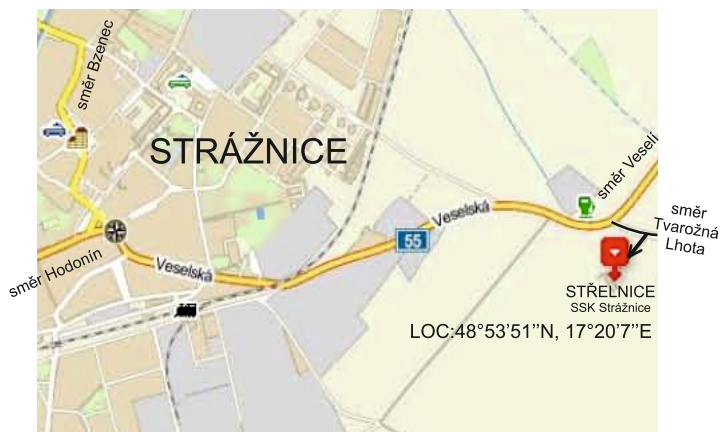 směr Bzenec
STRÁŽNICE
směr Veselí
Veselská
55
směr
Tvarožná
Lhota
směr Hodonín
Veselská
STŘELNICE
SSK Strážnice
LOC:48°53’51’’N, 17°20’7’’E